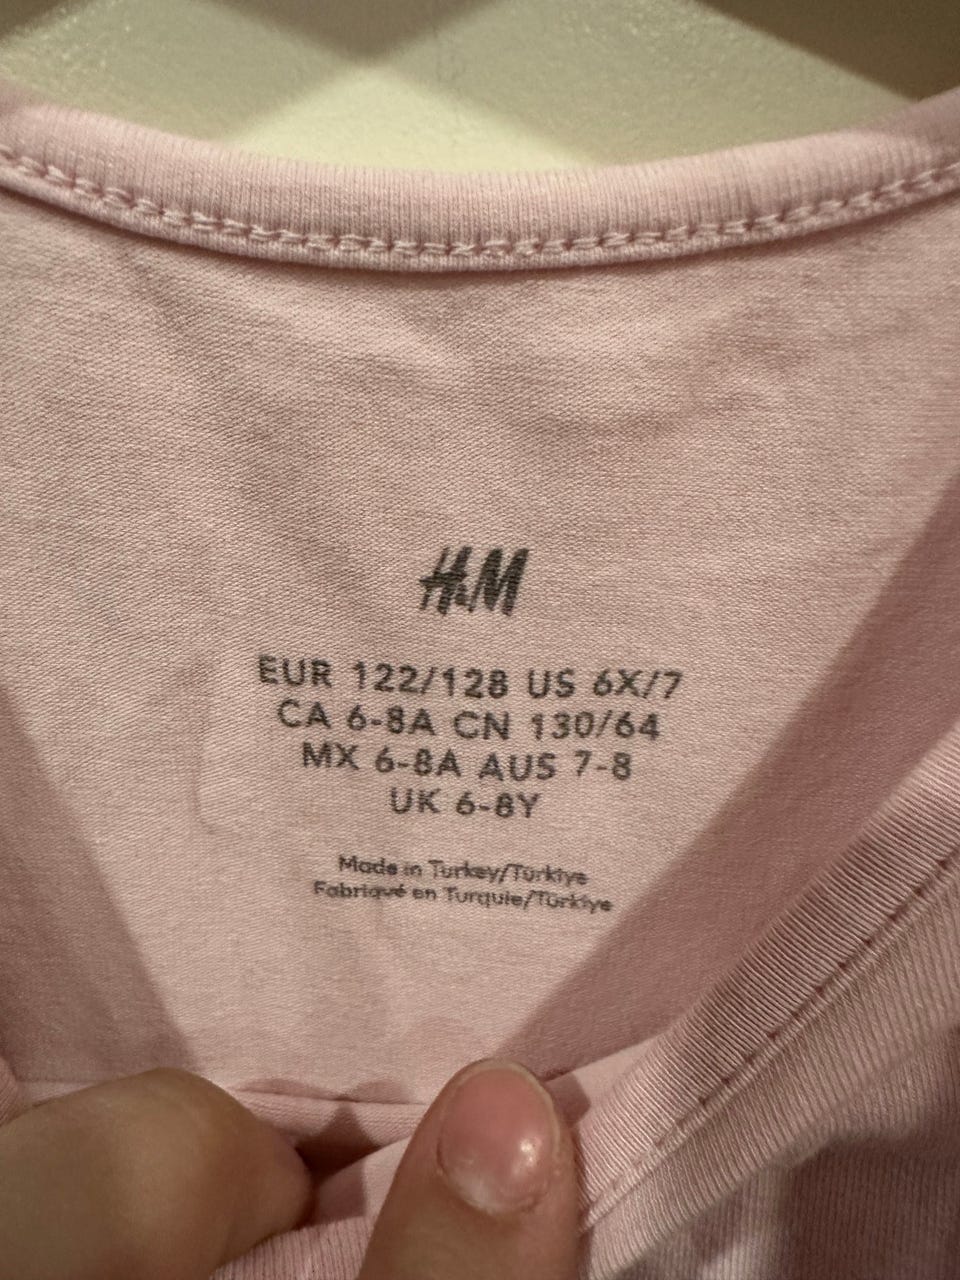 H&M
EUR 122/128 US 6X/7
CA 6-8A CN 130/64
MX 6-8A AUS 7-8
UK 6-8Y
Made in Turkey/Türkiye
Fabriqué en Turquie/Türkiye